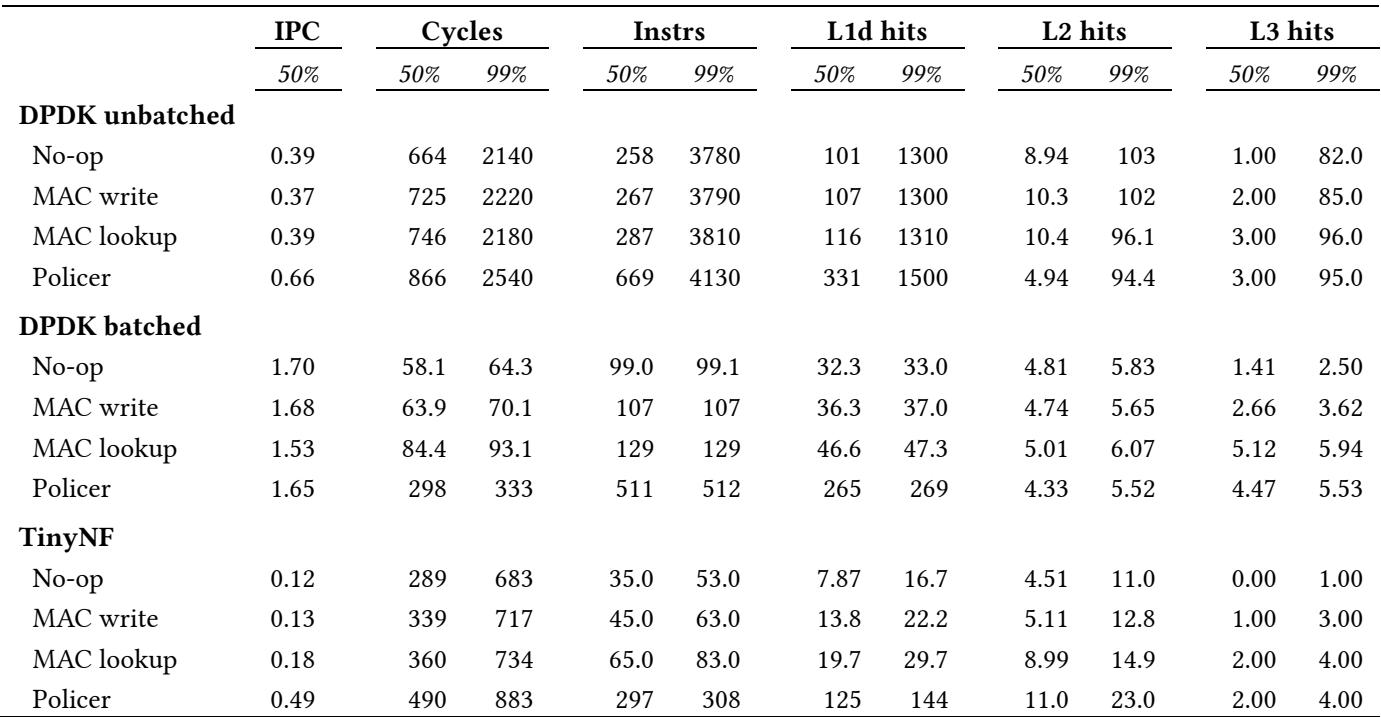 IPC Cycles Instrs L1d hits L2 hits L3 hits
50% 50% 99% 50% 99% 50% 99% 50% 99% 50% 99%
DPDK unbatched
No-op 0.39 664 2140 258 3780 101 1300 8.94 103 1.00 82.0
MAC write 0.37 725 2220 267 3790 107 1300 10.3 102 2.00 85.0
MAC lookup 0.39 746 2180 287 3810 116 1310 10.4 96.1 3.00 96.0
Policer 0.66 866 2540 669 4130 331 1500 4.94 94.4 3.00 95.0
DPDK batched
No-op 1.70 58.1 64.3 99.0 99.1 32.3 33.0 4.81 5.83 1.41 2.50
MAC write 1.68 63.9 70.1 107 107 36.3 37.0 4.74 5.65 2.66 3.62
MAC lookup 1.53 84.4 93.1 129 129 46.6 47.3 5.01 6.07 5.12 5.94
Policer 1.65 298 333 511 512 265 269 4.33 5.52 4.47 5.53
TinyNF
No-op 0.12 289 683 35.0 53.0 7.87 16.7 4.51 11.0 0.00 1.00
MAC write 0.13 339 717 45.0 63.0 13.8 22.2 5.11 12.8 1.00 3.00
MAC lookup 0.18 360 734 65.0 83.0 19.7 29.7 8.99 14.9 2.00 4.00
Policer 0.49 490 883 297 308 125 144 11.0 23.0 2.00 4.00